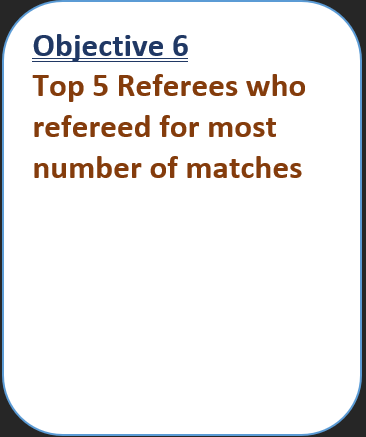 Objective 6
Top 5 Referees who
refereed for most
number of matches